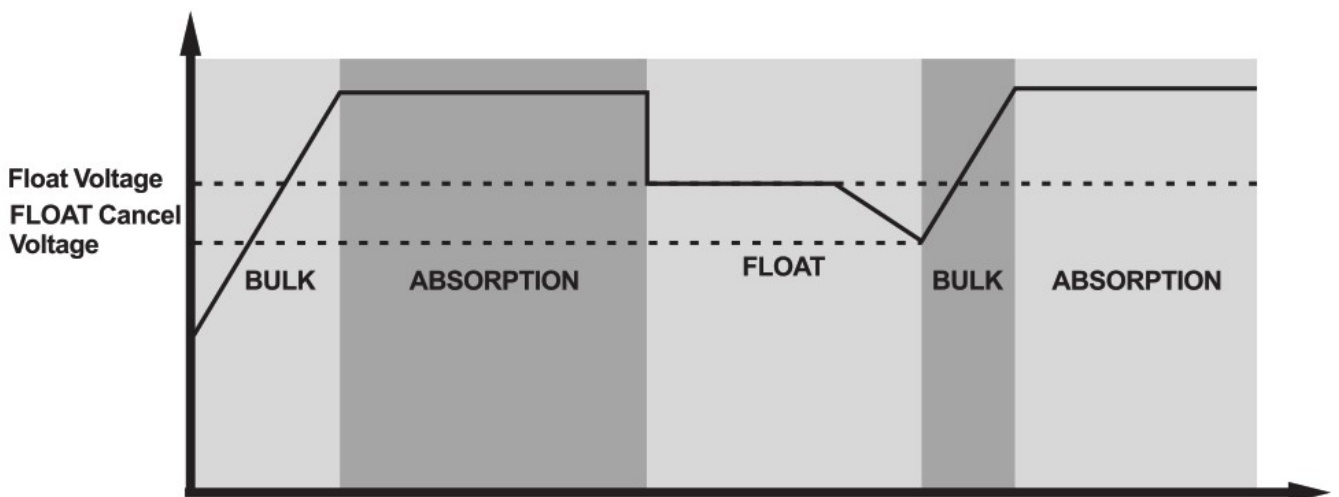 Float Voltage
FLOAT Cancel
Voltage
BULK
ABSORPTION
FLOAT
BULK
ABSORPTION